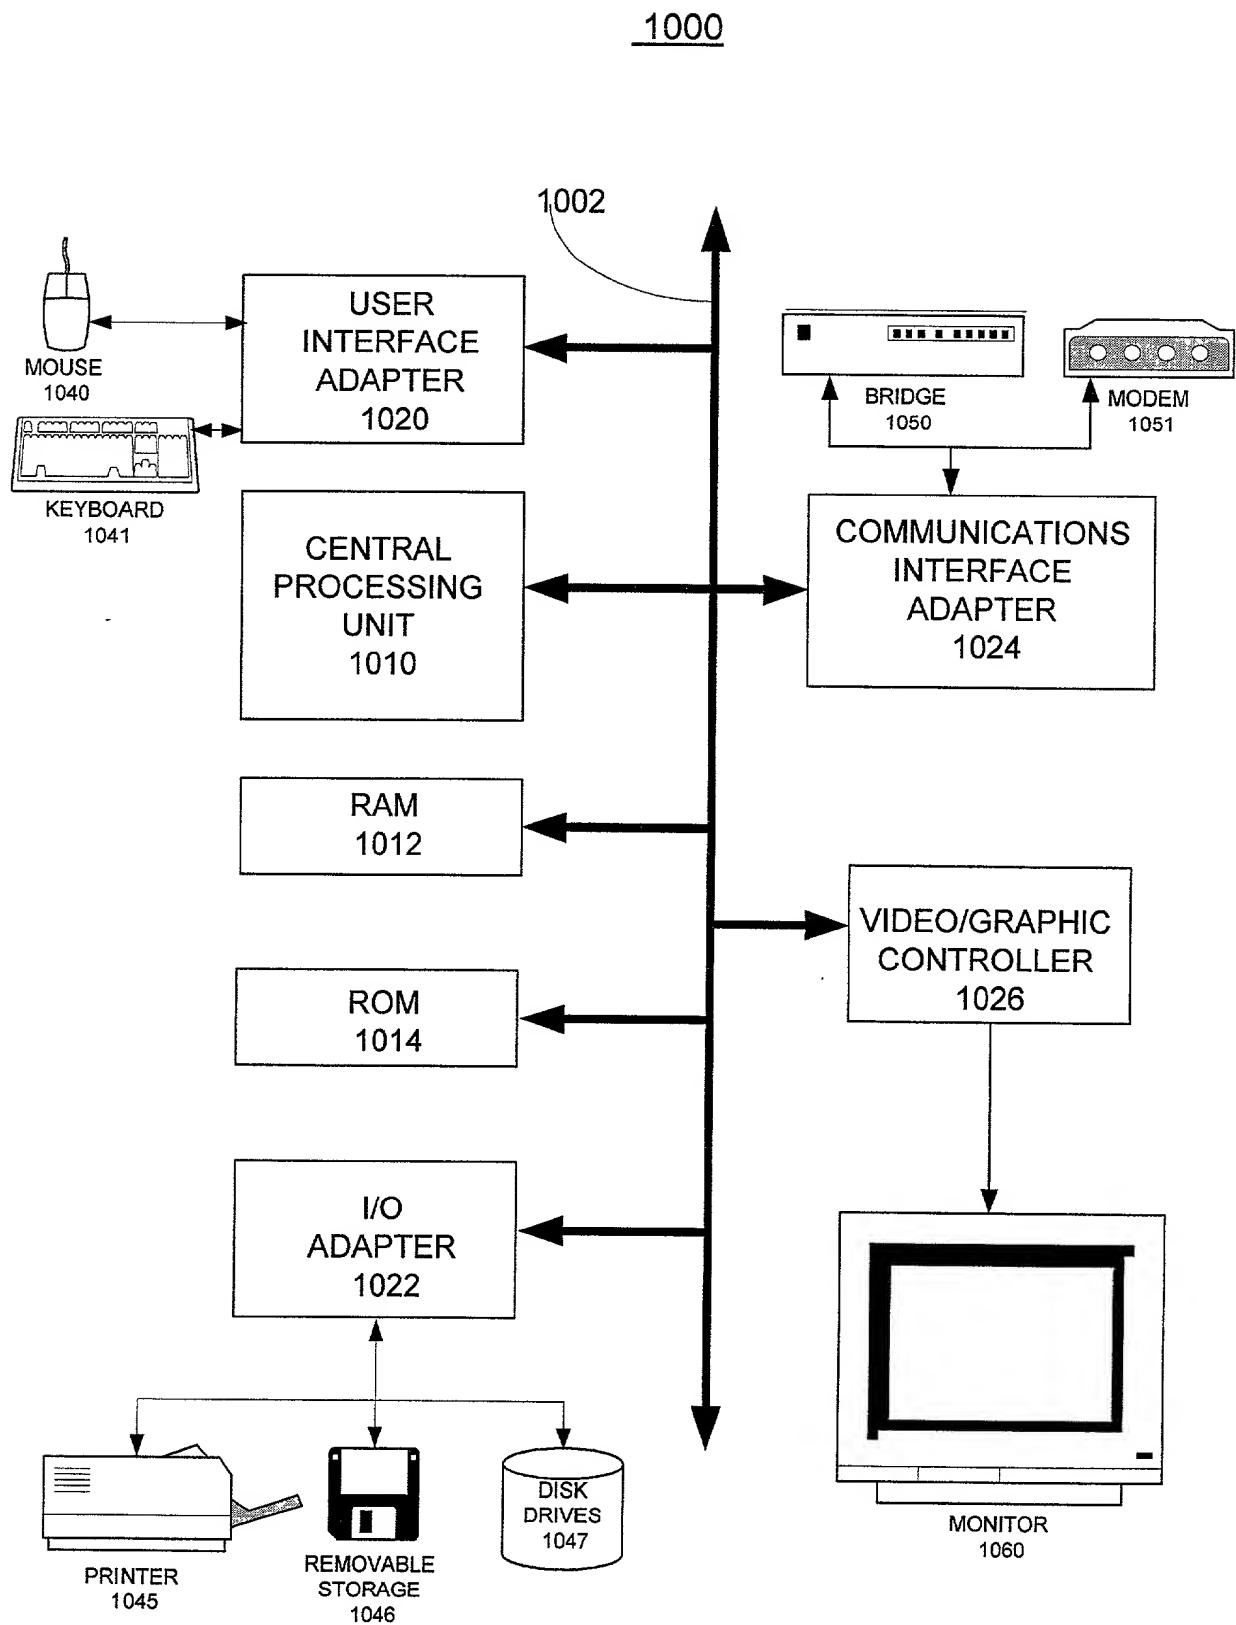 1000
1002
USER
INTERFACE
ADAPTER
1020
MOUSE
1040
KEYBOARD
1041
BRIDGE
1050
MODEM
1051
CENTRAL
PROCESSING
UNIT
1010
COMMUNICATIONS
INTERFACE
ADAPTER
1024
RAM
1012
VIDEO/GRAPHIC
CONTROLLER
1026
ROM
1014
I/O
ADAPTER
1022
PRINTER
1045
REMOVABLE
STORAGE
1046
DISK
DRIVES
1047
MONITOR
1060